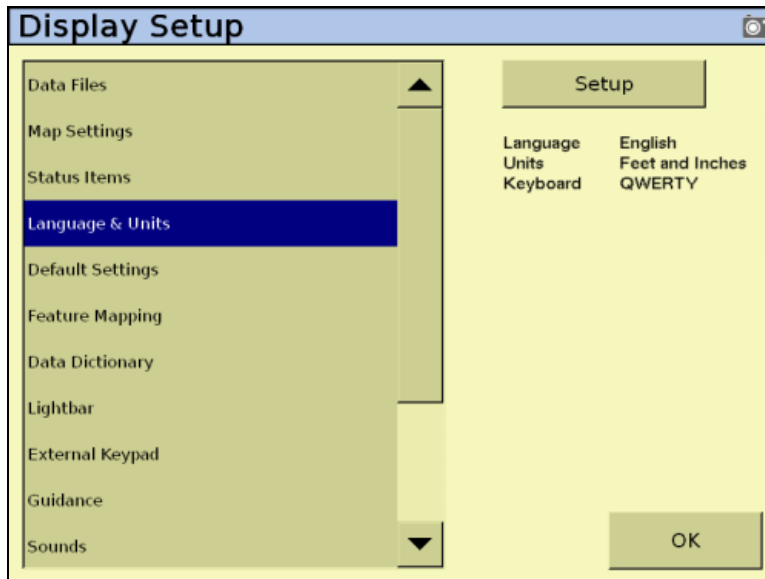 Display Setup
Data Files
Map Settings
Status Items
Language & Units
Default Settings
Feature Mapping
Data Dictionary
Lightbar
External Keypad
Guidance
Sounds
Setup
Language English
Units Feet and Inches
Keyboard QWERTY
OK